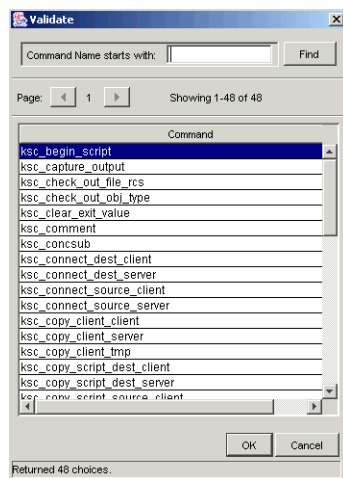 Validate
Command Name starts with: Find
Page: 1 Showing 1-48 of 48
Command
ksc_begin_script
ksc_capture_output
ksc_check_out_file_rcs
ksc_check_out_obj_type
ksc_clear_exit_value
ksc_comment
ksc_concsub
ksc_connect_dest_client
ksc_connect_dest_server
ksc_connect_source_client
ksc_connect_source_server
ksc_copy_client_client
ksc_copy_client_server
ksc_copy_client_tmp
ksc_copy_script_dest_client
ksc_copy_script_dest_server
ksc_copy_script_source_client
OK Cancel
Returned 48 choices.